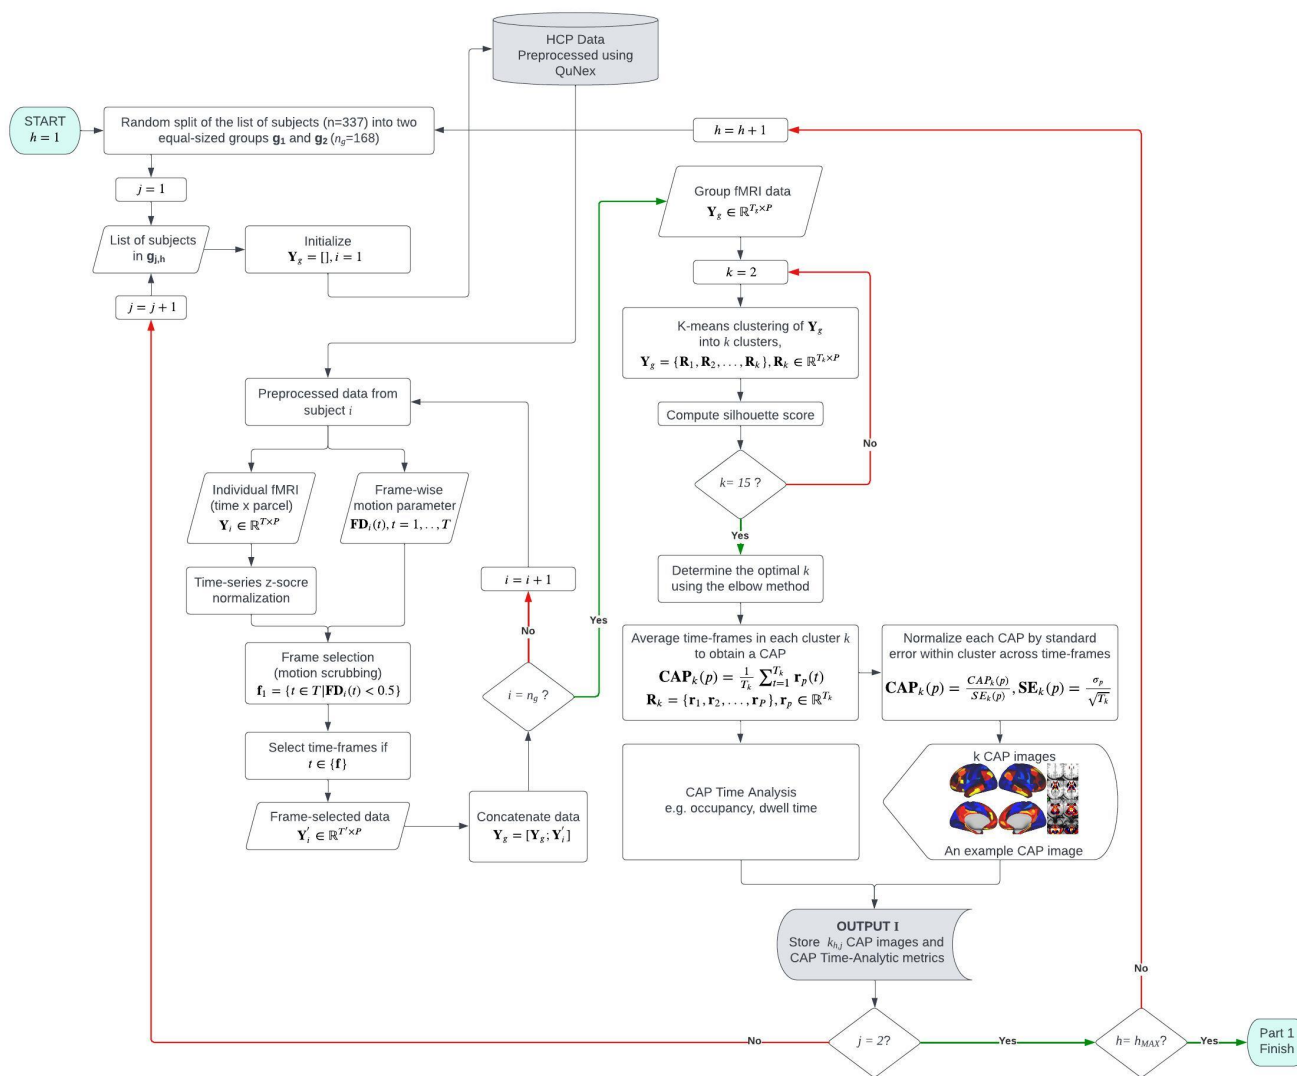 HCP Data
Preprocessed using
QuNex
START
h = 1
Random split of the list of subjects (n=337) into two
equal-sized groups g₁ and g₂ (n_g=168)
h = h + 1
j = 1
List of subjects
in g_{j,h}
Initialize
Y_g = [], i = 1
j = j + 1
Group fMRI data
Y_g ∈ ℝ^{T_g×P}
k = 2
K-means clustering of Y_g
into k clusters,
Y_g = {R₁, R₂, . . . , R_k}, R_k ∈ ℝ^{T_k×P}
Compute silhouette score
No
k= 15 ?
Yes
Preprocessed data from
subject i
Individual fMRI
(time x parcel)
Y_i ∈ ℝ^{T×P}
Frame-wise
motion parameter
FD_i(t), t = 1, . . , T
Time-series z-socre
normalization
i = i + 1
No
Yes
Frame selection
(motion scrubbing)
f₁ = {t ∈ T|FD_i(t) < 0.5}
i = n_g ?
Select time-frames if
t ∈ {f}
Frame-selected data
Y′_i ∈ ℝ^{T′×P}
Concatenate data
Y_g = [Y_g; Y′_i]
Determine the optimal k
using the elbow method
Average time-frames in each cluster k
to obtain a CAP
CAP_k(p) = \frac{1}{T_k} ∑_{t=1}^{T_k} r_p(t)
R_k = {r₁, r₂, . . . , r_P}, r_p ∈ ℝ^{T_k}
Normalize each CAP by standard
error within cluster across time-frames
CAP_k(p) = \frac{CAP_k(p)}{SE_k(p)}, SE_k(p) = \frac{σ_p}{\sqrt{T_k}}
CAP Time Analysis
e.g. occupancy, dwell time
k CAP images
An example CAP image
OUTPUT I
Store k_{h,j} CAP images and
CAP Time-Analytic metrics
No
No
j = 2?
Yes
h= h_{MAX}?
Yes
Part 1
Finish